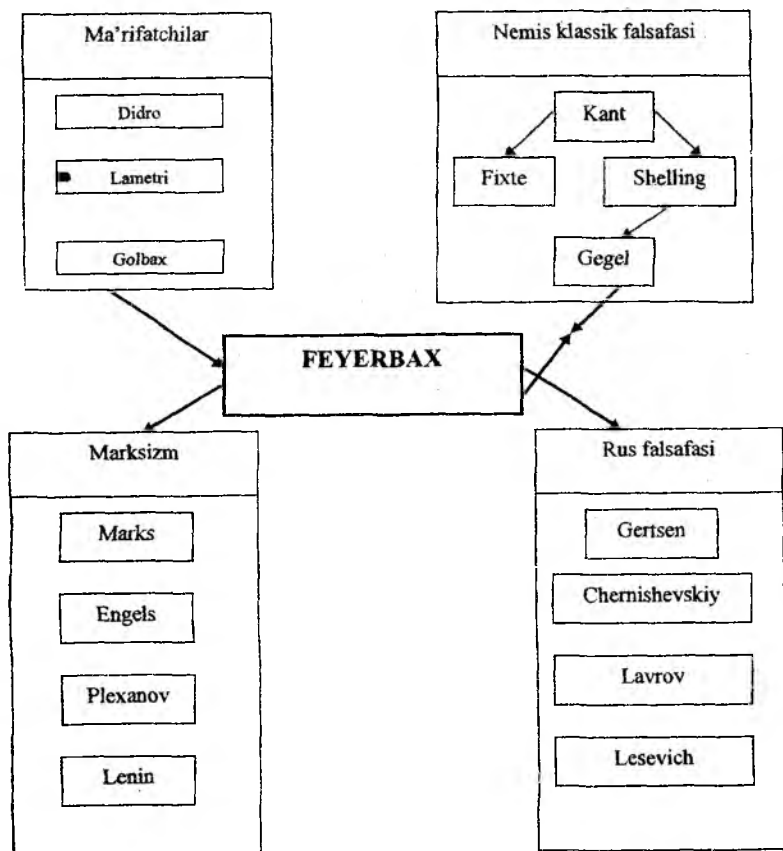 Ma'rifatchilar
Didro
Lametri
Golbax
Nemis klassik falsafasi
Kant
Fixte
Shelling
Gegel
FEYERBAX
Marksizm
Marks
Engels
Plexanov
Lenin
Rus falsafasi
Gertsen
Chernishevskiy
Lavrov
Lesevich